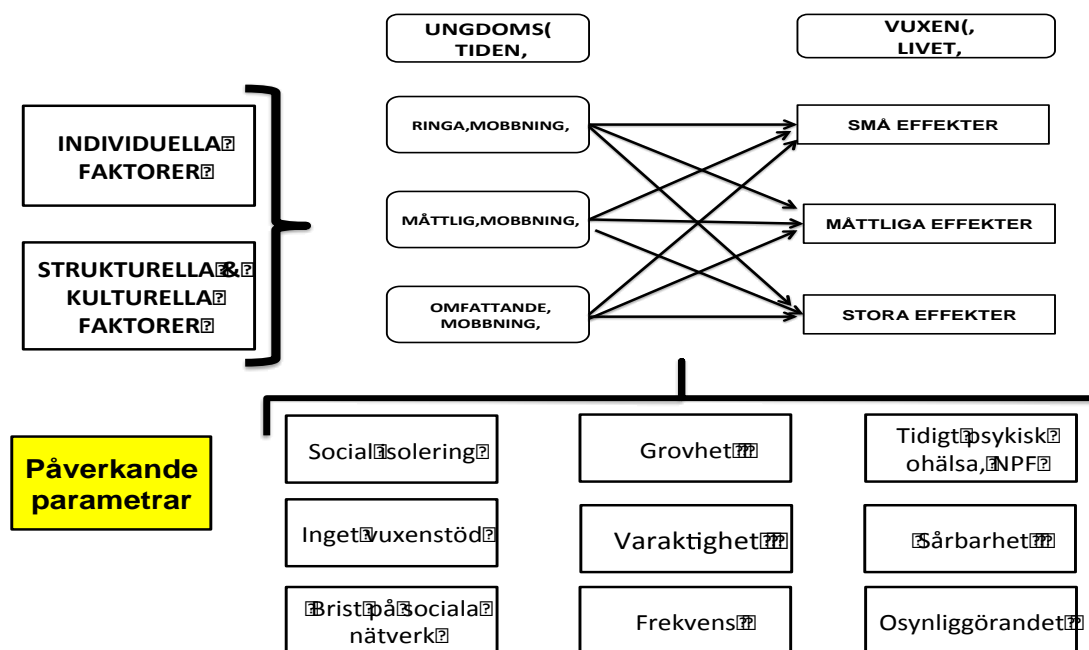 UNGDOMS(
TIDEN,
VUXEN(,
LIVET,
INDIVIDUELLA⍰
FAKTORER⍰
STRUKTURELLA⍰&⍰
KULTURELLA⍰
FAKTORER⍰
RINGA,MOBBNING,
MÅTTLIG,MOBBNING,
OMFATTANDE,
MOBBNING,
SMÅ EFFEKTER
MÅTTLIGA EFFEKTER
STORA EFFEKTER
Påverkande
parametrar
Social⍰isolering⍰
Grovhet⍰⍰⍰
Tidigt⍰psykisk⍰
ohälsa,⍰NPF⍰
Inget⍰vuxenstöd⍰
Varaktighet⍰⍰⍰
⍰Sårbarhet⍰⍰⍰
⍰Brist⍰på⍰sociala⍰
nätverk⍰
Frekvens⍰⍰
Osynliggörandet⍰